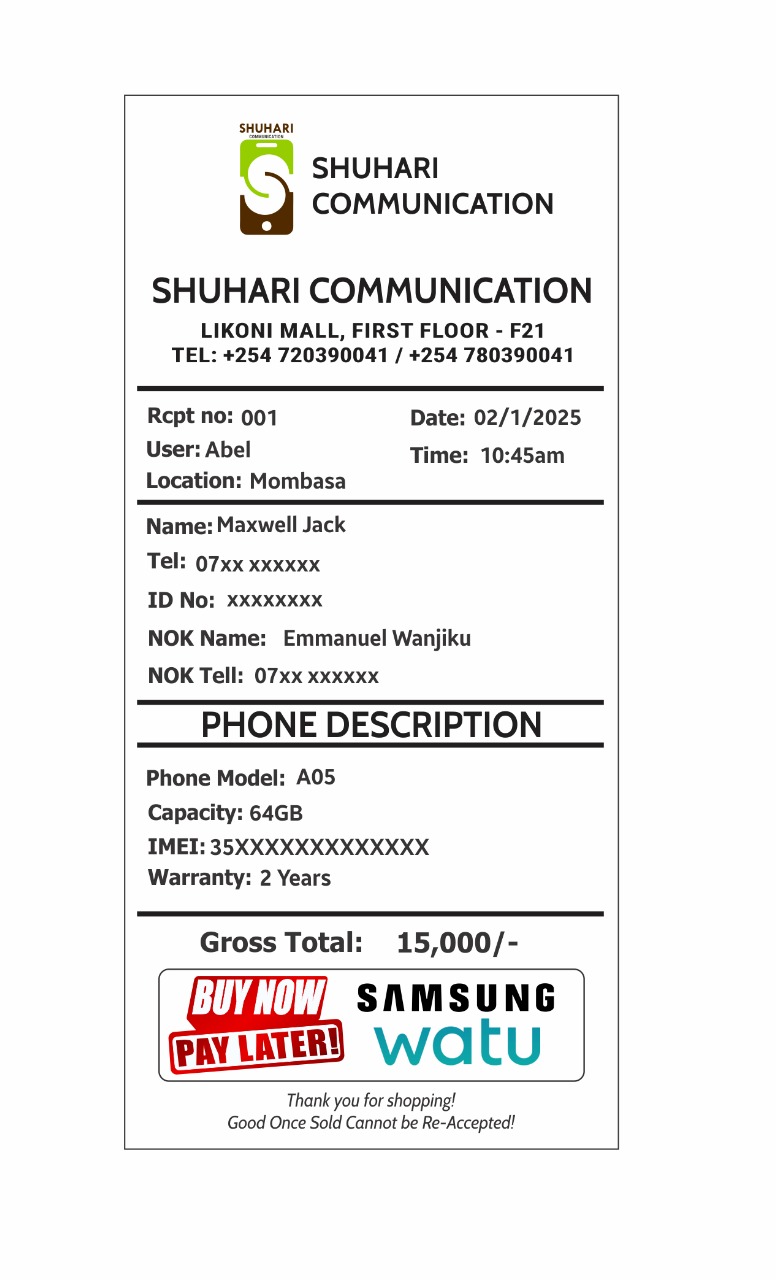 SHUHARI
COMMUNICATION
SHUHARI
COMMUNICATION
SHUHARI COMMUNICATION
LIKONI MALL, FIRST FLOOR - F21
TEL: +254 720390041 / +254 780390041
Rcpt no: 001
Date: 02/1/2025
User: Abel
Time: 10:45am
Location: Mombasa
Name: Maxwell Jack
Tel: 07xx xxxxxx
ID No: xxxxxxxx
NOK Name: Emmanuel Wanjiku
NOK Tell: 07xx xxxxxx
PHONE DESCRIPTION
Phone Model: A05
Capacity: 64GB
IMEI: 35XXXXXXXXXXXXX
Warranty: 2 Years
Gross Total: 15,000/-
BUY NOW
PAY LATER!
SAMSUNG
watu
Thank you for shopping!
Good Once Sold Cannot be Re-Accepted!